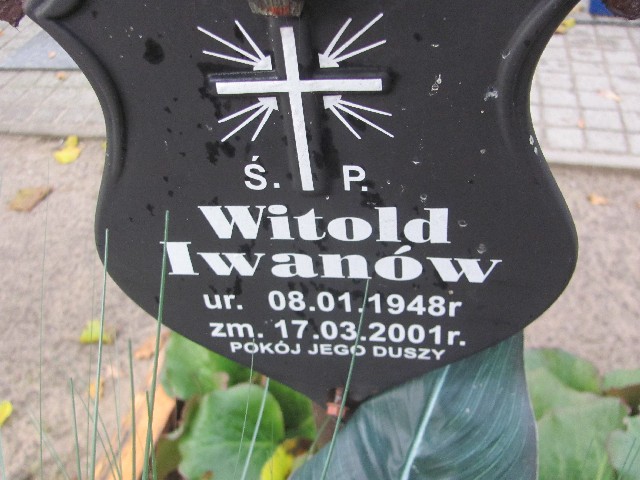 Ś. P.
Witold
Iwanów
ur. 08.01.1948r
zm. 17.03.2001r.
POKÓJ JEGO DUSZY